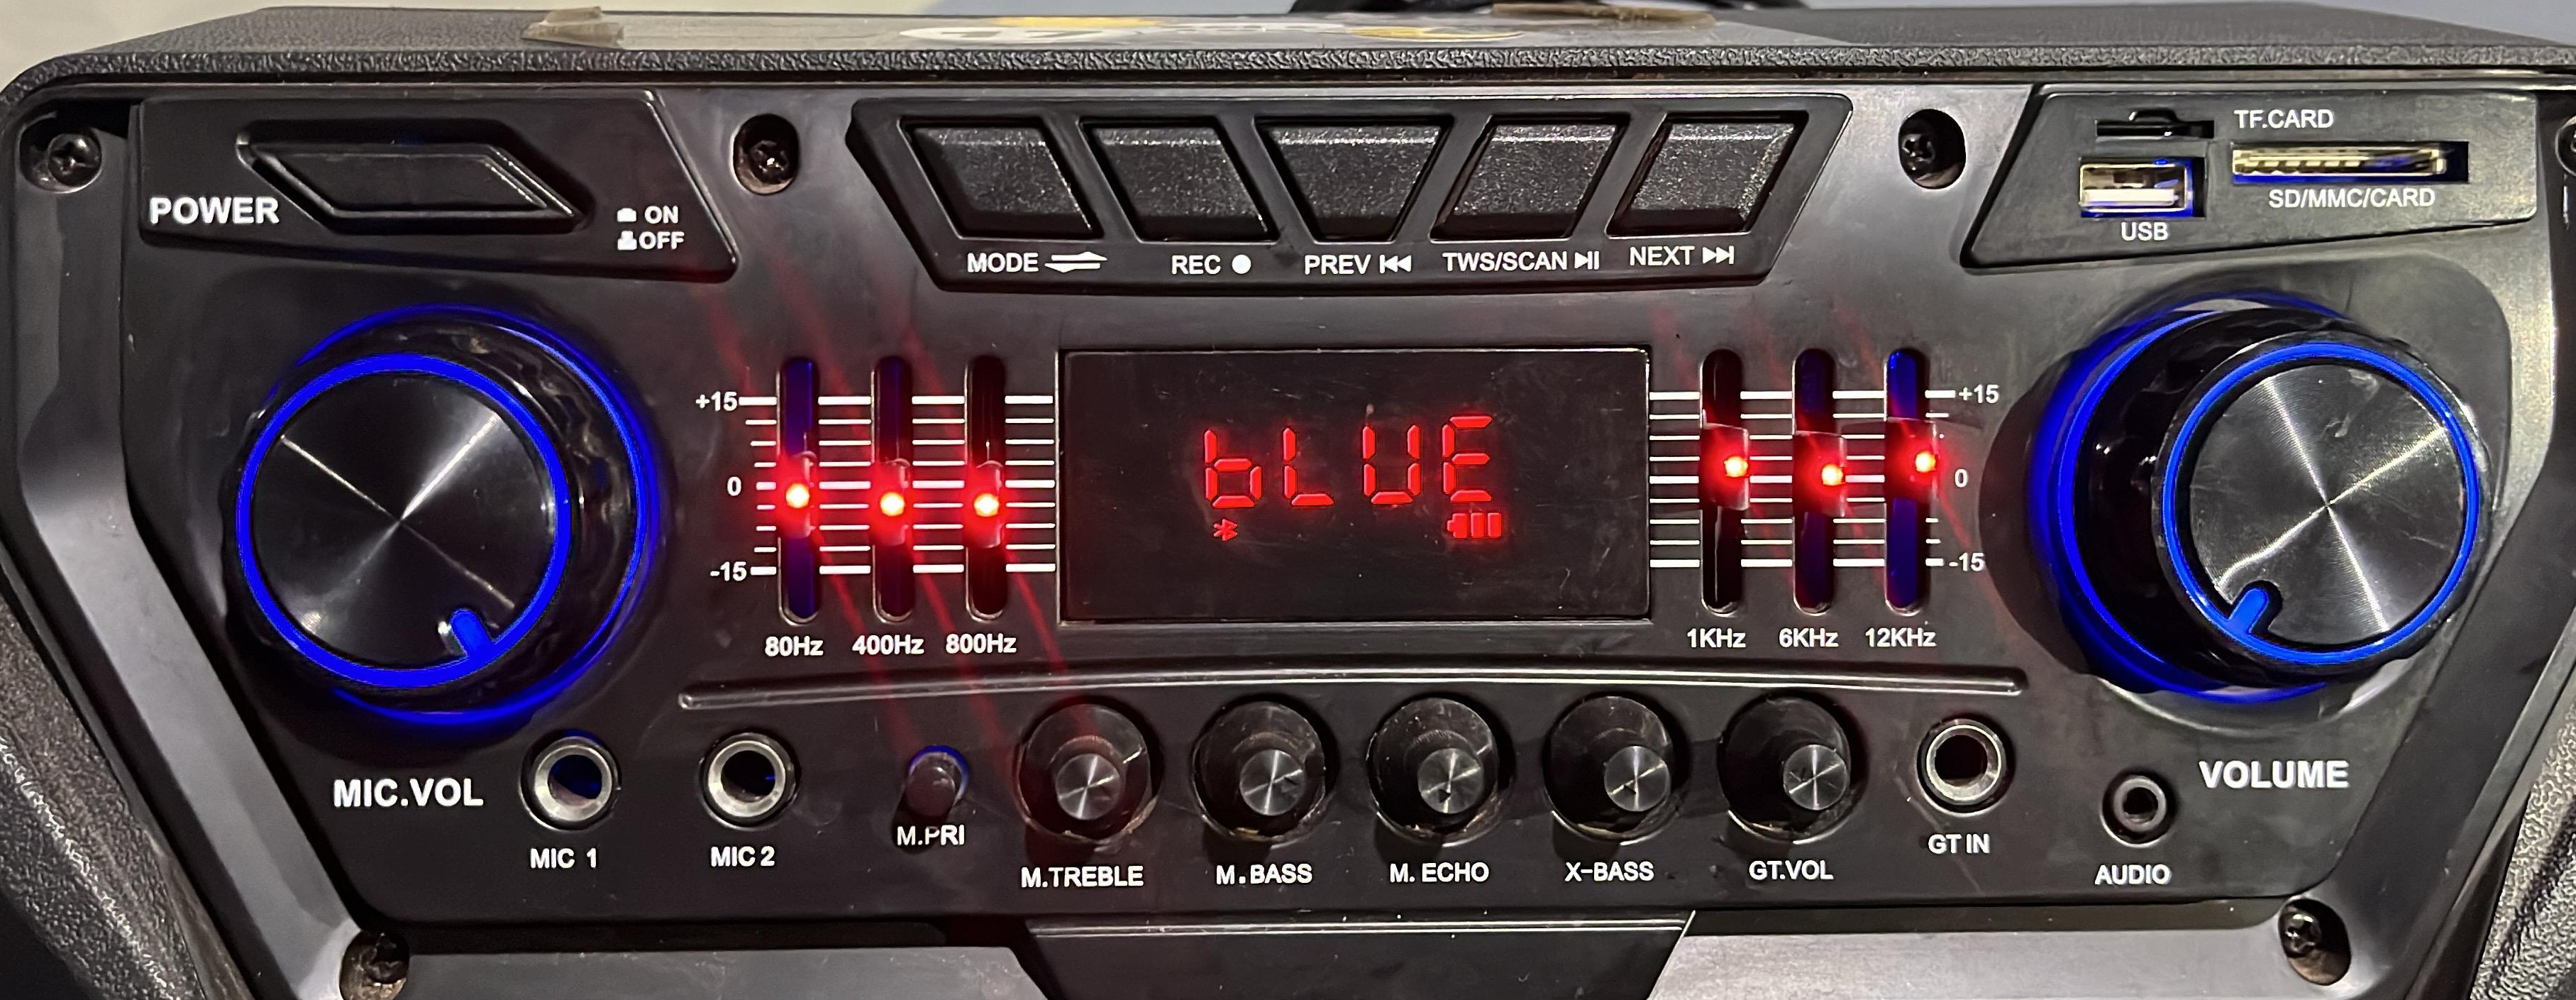 POWER
ON
OFF
MODE
REC
PREV
TWS/SCAN
NEXT
TF.CARD
SD/MMC/CARD
USB
+15
0
-15
80Hz 400Hz 800Hz
bLUE
+15
0
-15
1KHz 6KHz 12KHz
MIC.VOL
MIC 1
MIC 2
M.PRI
M.TREBLE
M.BASS
M. ECHO
X-BASS
GT.VOL
GT IN
AUDIO
VOLUME